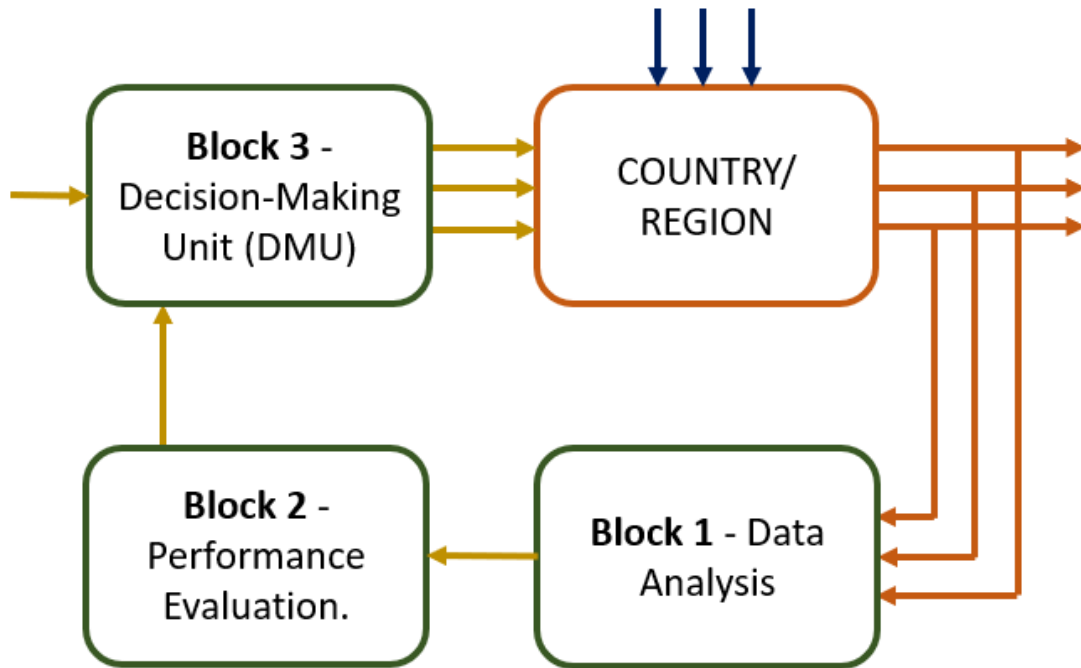 Block 3 -
Decision-Making
Unit (DMU)
COUNTRY/
REGION
Block 2 -
Performance
Evaluation.
Block 1 - Data
Analysis